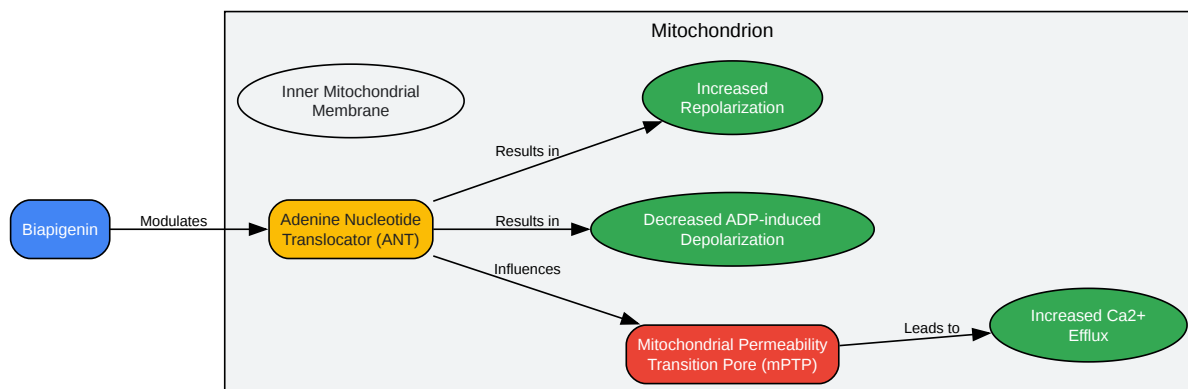 Mitochondrion
Inner Mitochondrial
Membrane
Increased
Repolarization
Results in
Biapigenin
Modulates
Adenine Nucleotide
Translocator (ANT)
Results in
Decreased ADP-induced
Depolarization
Influences
Mitochondrial Permeability
Transition Pore (mPTP)
Leads to
Increased Ca2+
Efflux